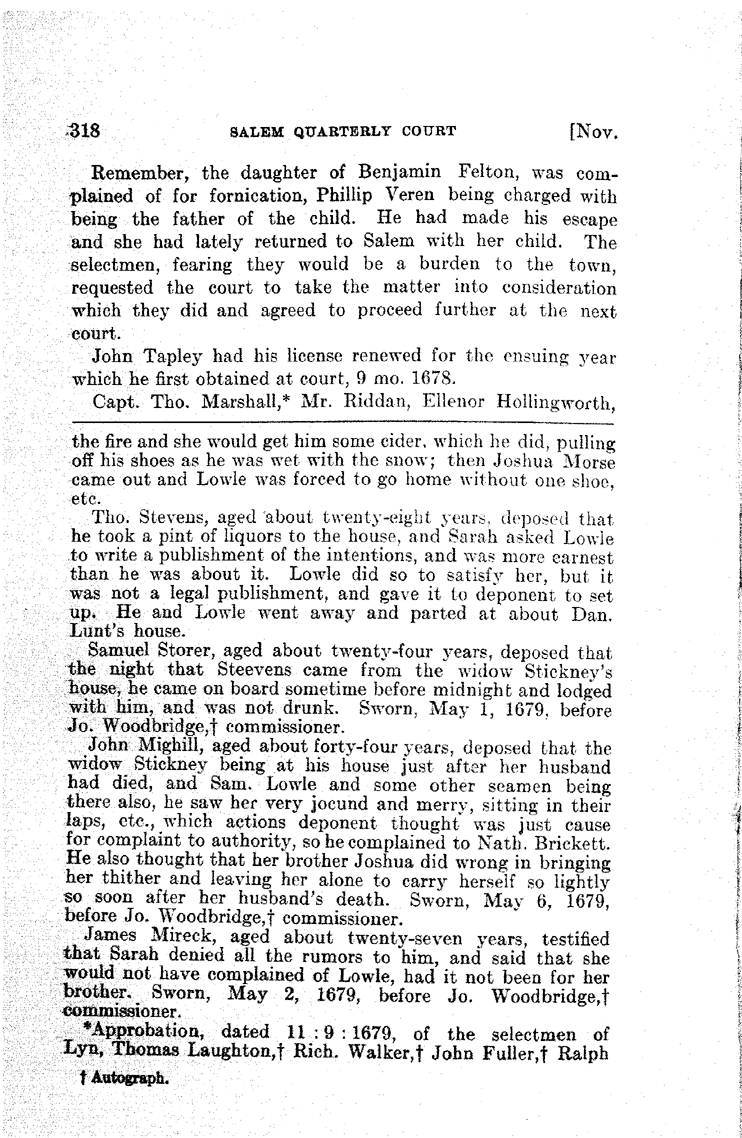 318 SALEM QUARTERLY COURT [Nov.
Remember, the daughter of Benjamin Felton, was com-
plained of for fornication, Phillip Veren being charged with
being the father of the child. He had made his escape
and she had lately returned to Salem with her child. The
selectmen, fearing they would be a burden to the town,
requested the court to take the matter into consideration
which they did and agreed to proceed further at the next
court.
John Tapley had his license renewed for the ensuing year
which he first obtained at court, 9 mo. 1678.
Capt. Tho. Marshall,* Mr. Riddan, Ellenor Hollingworth,
the fire and she would get him some cider, which he did, pulling
off his shoes as he was wet with the snow; then Joshua Morse
came out and Lowle was forced to go home without one shoe,
etc.
Tho. Stevens, aged about twenty-eight years, deposed that
he took a pint of liquors to the house, and Sarah asked Lowle
to write a publishment of the intentions, and was more earnest
than he was about it. Lowle did so to satisfy her, but it
was not a legal publishment, and gave it to deponent to set
up. He and Lowle went away and parted at about Dan.
Lunt's house.
Samuel Storer, aged about twenty-four years, deposed that
the night that Steevens came from the widow Stickney's
house, he came on board sometime before midnight and lodged
with him, and was not drunk. Sworn, May 1, 1679, before
Jo. Woodbridge,† commissioner.
John Mighill, aged about forty-four years, deposed that the
widow Stickney being at his house just after her husband
had died, and Sam. Lowle and some other seamen being
there also, he saw her very jocund and merry, sitting in their
laps, etc., which actions deponent thought was just cause
for complaint to authority, so he complained to Nath. Brickett.
He also thought that her brother Joshua did wrong in bringing
her thither and leaving her alone to carry herself so lightly
so soon after her husband's death. Sworn, May 6, 1679,
before Jo. Woodbridge,† commissioner.
James Mireck, aged about twenty-seven years, testified
that Sarah denied all the rumors to him, and said that she
would not have complained of Lowle, had it not been for her
brother. Sworn, May 2, 1679, before Jo. Woodbridge,†
commissioner.
*Approbation, dated 11 : 9 : 1679, of the selectmen of
Lyn, Thomas Laughton,† Rich. Walker,† John Fuller,† Ralph
† Autograph.